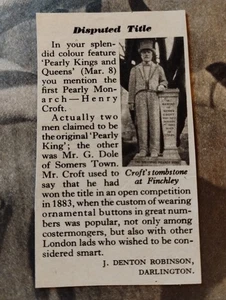 Disputed Title
In your splen-
did colour feature
'Pearly Kings and
Queens' (Mar. 8)
you mention the
first Pearly Mon-
arch—Henry
Croft.
Actually two
men claimed to be
the original 'Pearly
King'; the other
was Mr. G. Dole
of Somers Town.
Mr. Croft used to
say that he had
Croft's tombstone
at Finchley
won the title in an open competition
in 1883, when the custom of wearing
ornamental buttons in great num-
bers was popular, not only among
costermongers, but also with other
London lads who wished to be con-
sidered smart.
J. DENTON ROBINSON,
DARLINGTON.